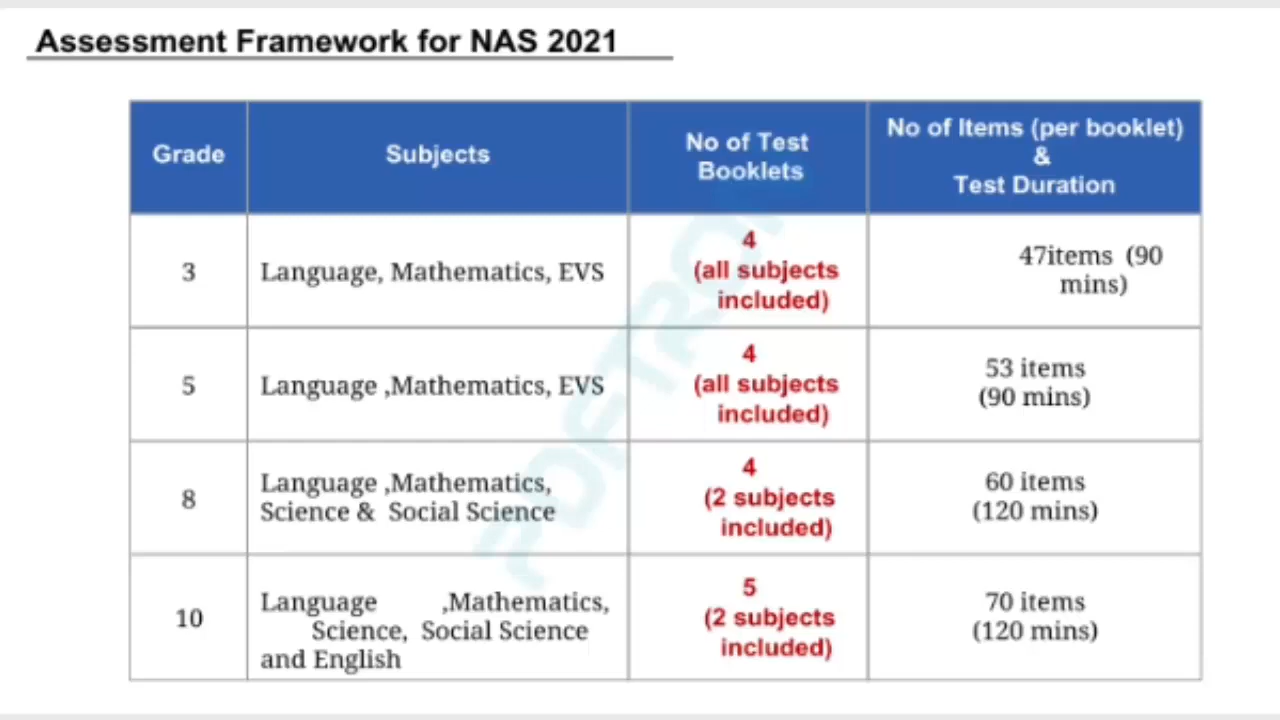 Assessment Framework for NAS 2021
Grade
Subjects
No of Test
Booklets
No of Items (per booklet)
&
Test Duration
3
Language, Mathematics, EVS
4
(all subjects
included)
47items (90
mins)
5
Language ,Mathematics, EVS
4
(all subjects
included)
53 items
(90 mins)
8
Language ,Mathematics,
Science & Social Science
4
(2 subjects
included)
60 items
(120 mins)
10
Language ,Mathematics,
Science, Social Science
and English
5
(2 subjects
included)
70 items
(120 mins)
PDFTRON